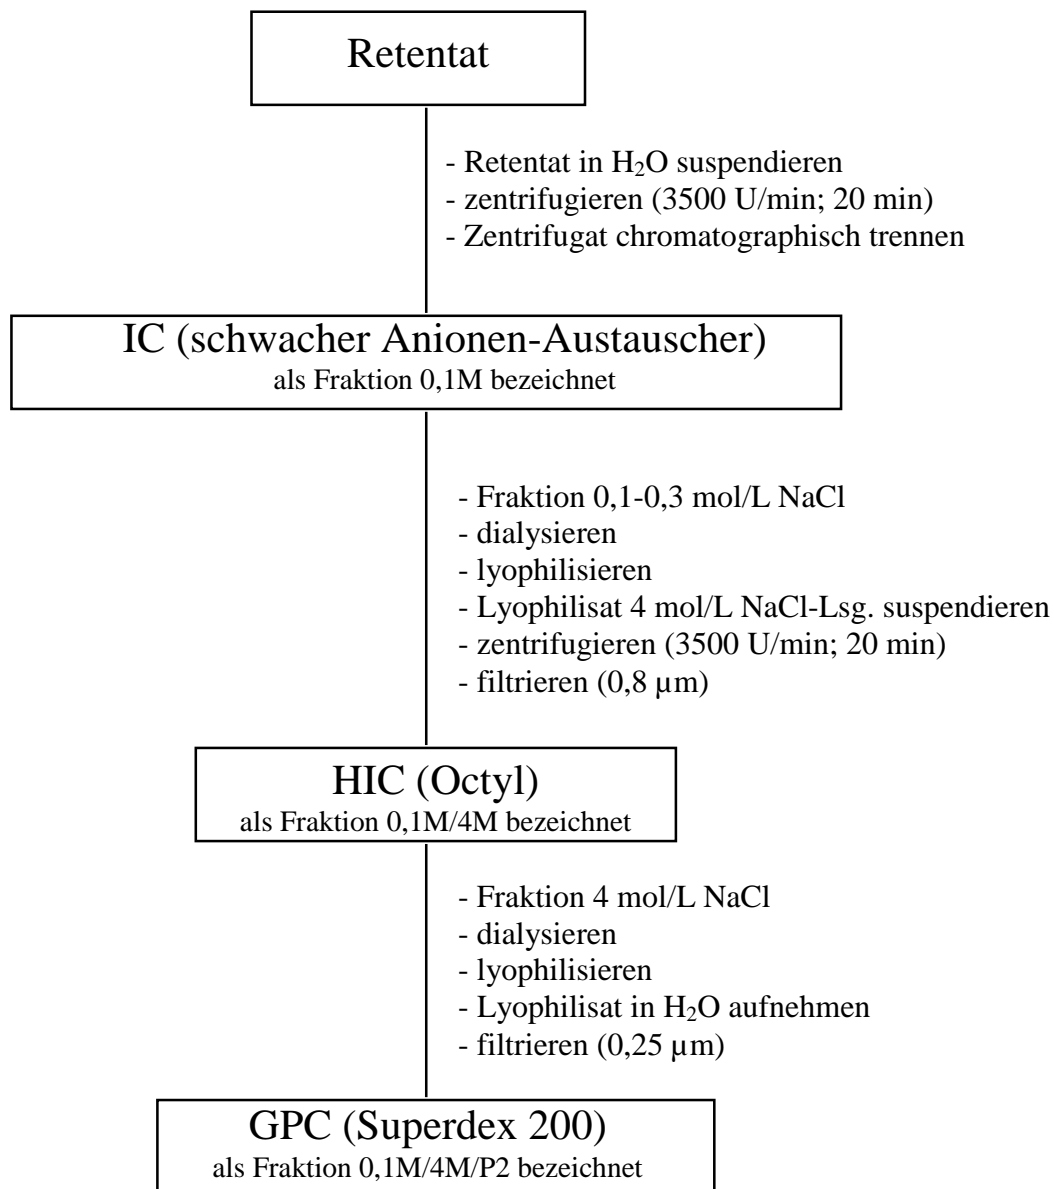 Retentat
- Retentat in H₂O suspendieren
- zentrifugieren (3500 U/min; 20 min)
- Zentrifugat chromatographisch trennen
IC (schwacher Anionen-Austauscher)
als Fraktion 0,1M bezeichnet
- Fraktion 0,1-0,3 mol/L NaCl
- dialysieren
- lyophilisieren
- Lyophilisat 4 mol/L NaCl-Lsg. suspendieren
- zentrifugieren (3500 U/min; 20 min)
- filtrieren (0,8 µm)
HIC (Octyl)
als Fraktion 0,1M/4M bezeichnet
- Fraktion 4 mol/L NaCl
- dialysieren
- lyophilisieren
- Lyophilisat in H₂O aufnehmen
- filtrieren (0,25 µm)
GPC (Superdex 200)
als Fraktion 0,1M/4M/P2 bezeichnet